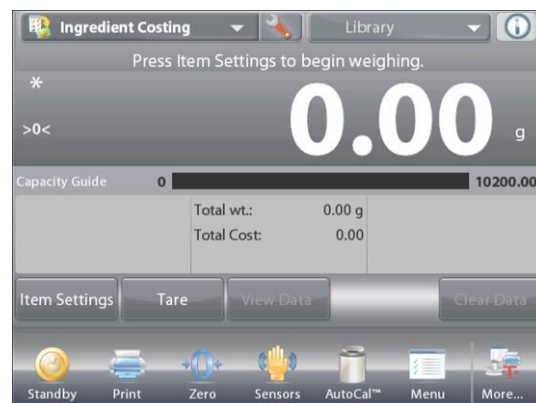 Ingredient Costing Library
Press Item Settings to begin weighing.
*
>0<
0.00 g
Capacity Guide 0 10200.00
Total wt.: 0.00 g
Total Cost: 0.00
Item Settings Tare View Data Clear Data
Standby Print Zero Sensors AutoCal™ Menu More...